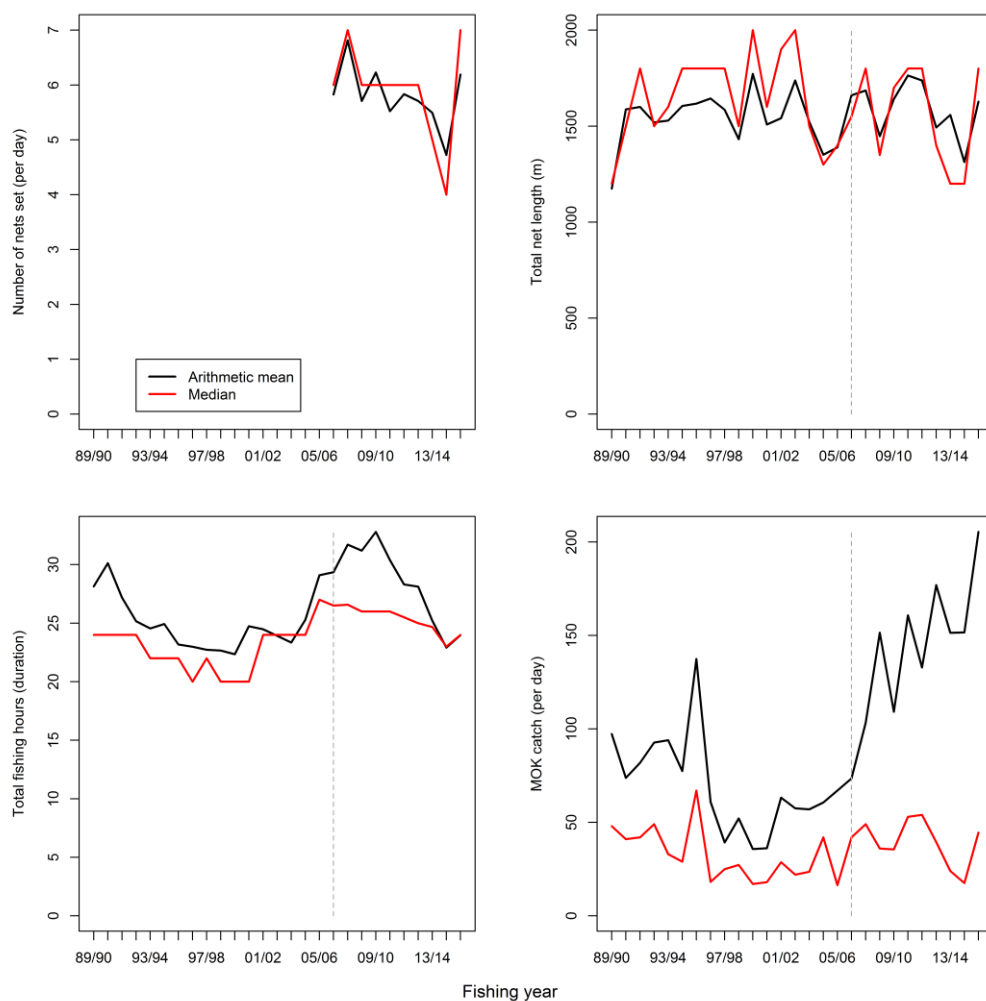 Number of nets set (per day)
7
6
5
4
3
2
1
0
Arithmetic mean
Median
89/90 93/94 97/98 01/02 05/06 09/10 13/14
Total net length (m)
2000
1500
1000
500
0
89/90 93/94 97/98 01/02 05/06 09/10 13/14
Total fishing hours (duration)
30
25
20
15
10
5
0
89/90 93/94 97/98 01/02 05/06 09/10 13/14
MOK catch (per day)
200
150
100
50
0
89/90 93/94 97/98 01/02 05/06 09/10 13/14
Fishing year